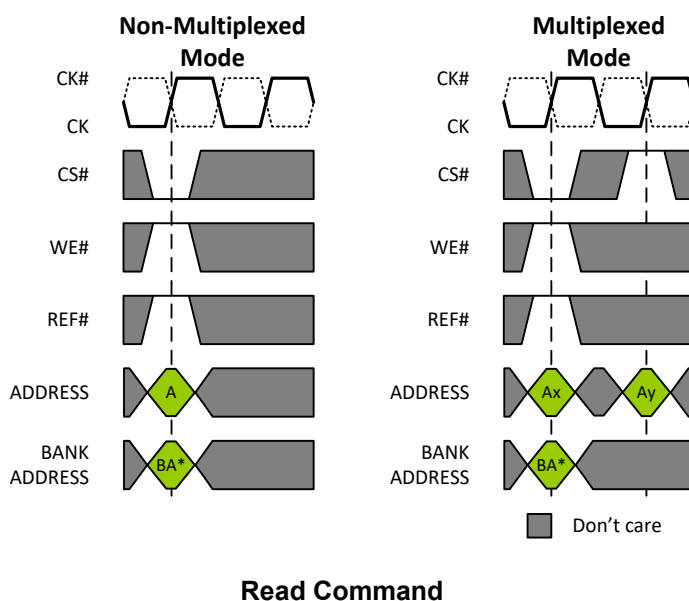 Non-Multiplexed
Mode
CK#
CK
CS#
WE#
REF#
ADDRESS
A
BANK
ADDRESS
BA*
Multiplexed
Mode
CK#
CK
CS#
WE#
REF#
ADDRESS
Ax
Ay
BANK
ADDRESS
BA*
Don't care
Read Command